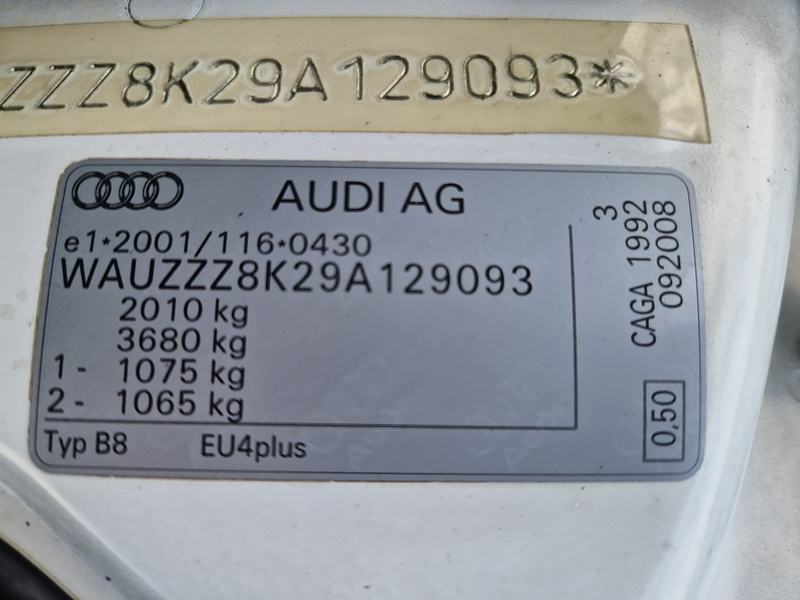 ZZZ8K29A129093*
AUDI AG
e1*2001/116*0430
WAUZZZ8K29A129093
2010 kg
3680 kg
1- 1075 kg
2- 1065 kg
Typ B8 EU4plus
3
CAGA 1992
092008
0,50